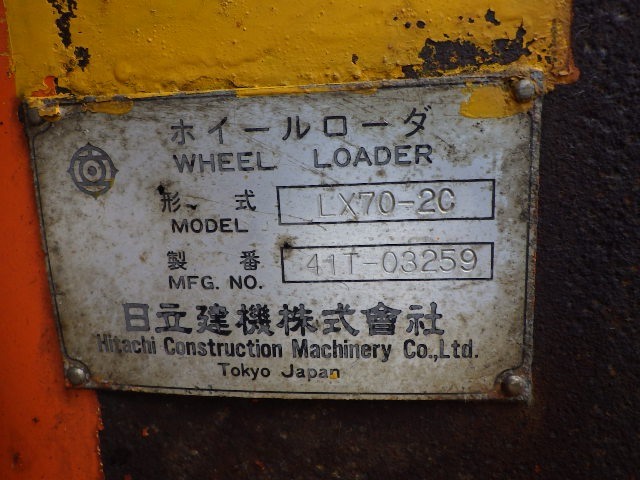 ホイールローダ
WHEEL LOADER
形式 LX70-2C
MODEL
製番 41T-03259
MFG. NO.
日立建機株式會社
Hitachi Construction Machinery Co.,Ltd.
Tokyo Japan